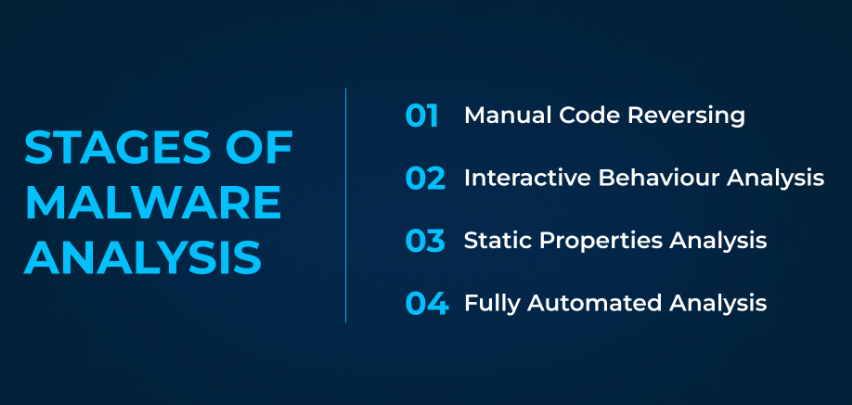 STAGES OF
MALWARE
ANALYSIS
01 Manual Code Reversing
02 Interactive Behaviour Analysis
03 Static Properties Analysis
04 Fully Automated Analysis